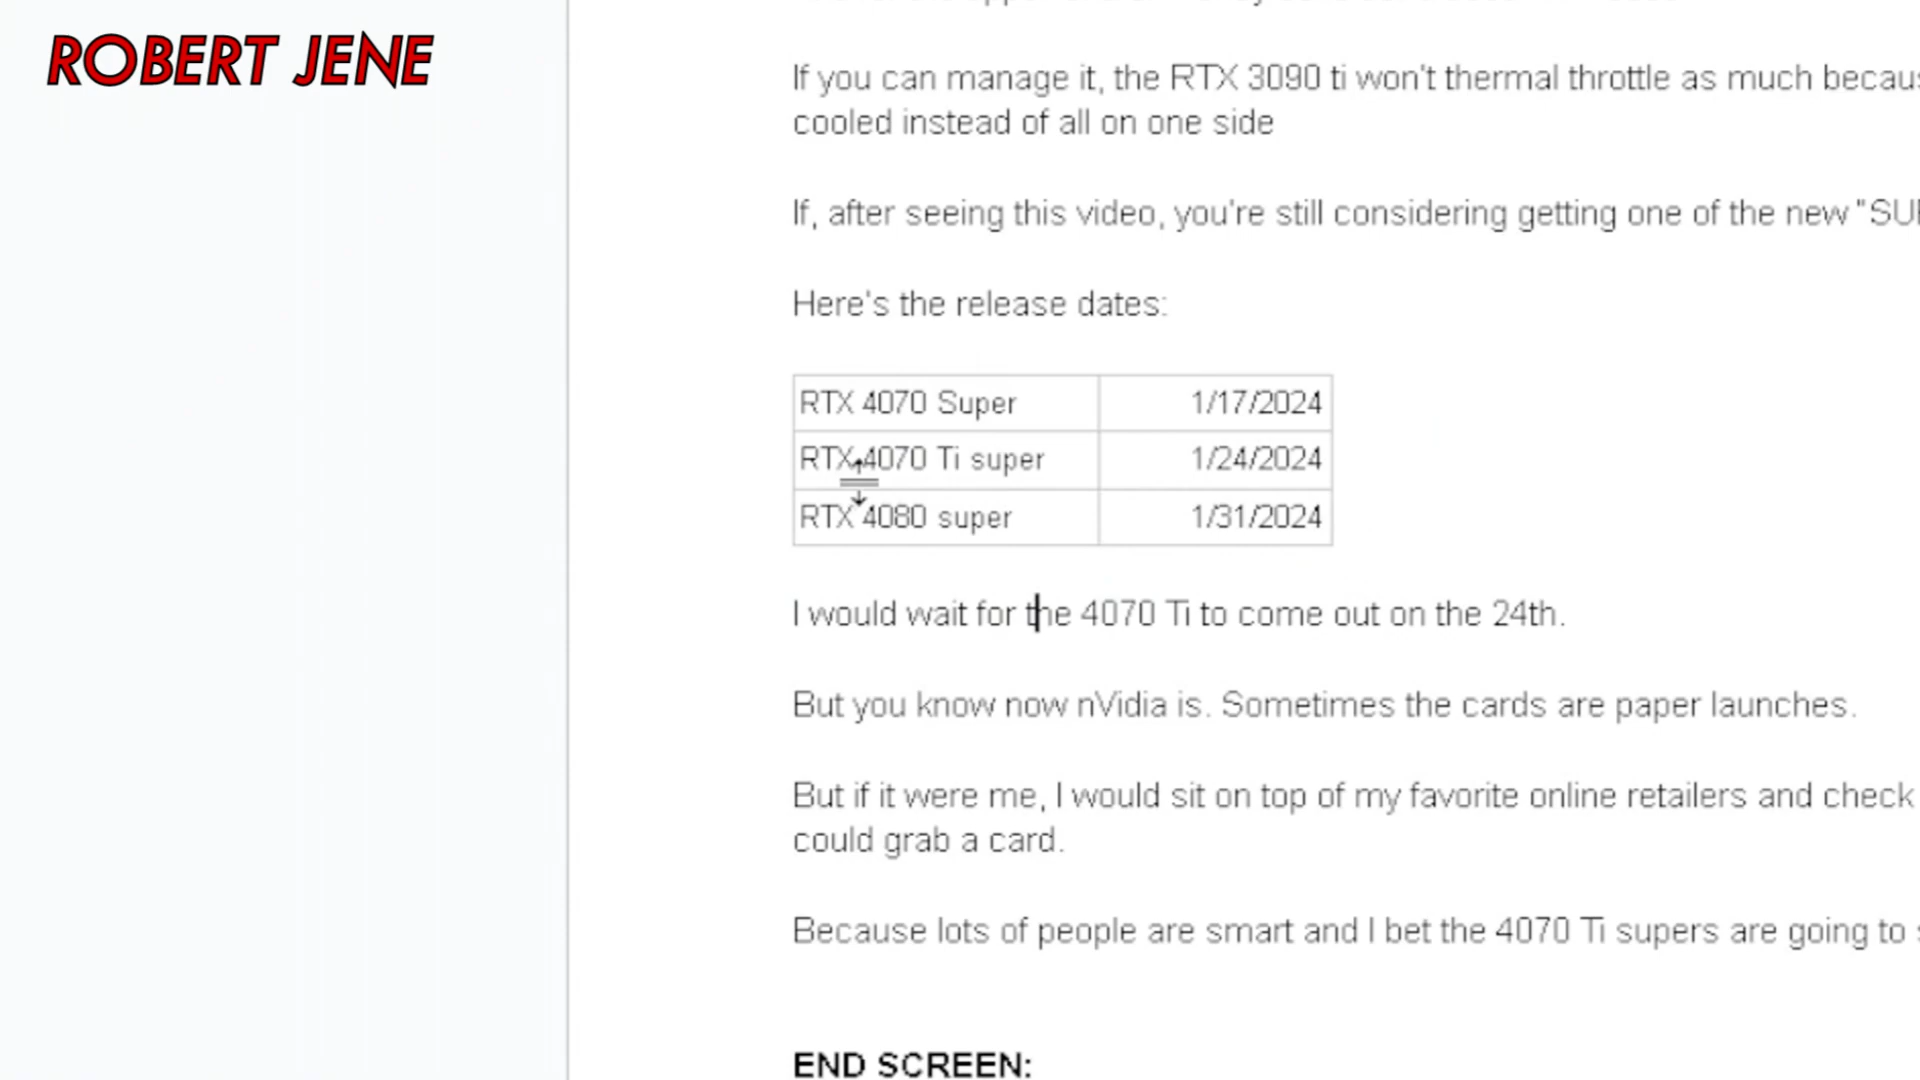 ROBERT JENE
If you can manage it, the RTX 3090 ti won't thermal throttle as much
cooled instead of all on one side
If, after seeing this video, you're still considering getting one of the new
Here's the release dates:
RTX 4070 Super 1/17/2024
RTX 4070 Ti super 1/24/2024
RTX 4080 super 1/31/2024
I would wait for the 4070 Ti to come out on the 24th.
But you know now nVidia is. Sometimes the cards are paper launches.
But if it were me, I would sit on top of my favorite online retailers and check
could grab a card.
Because lots of people are smart and I bet the 4070 Ti supers are going to
END SCREEN: